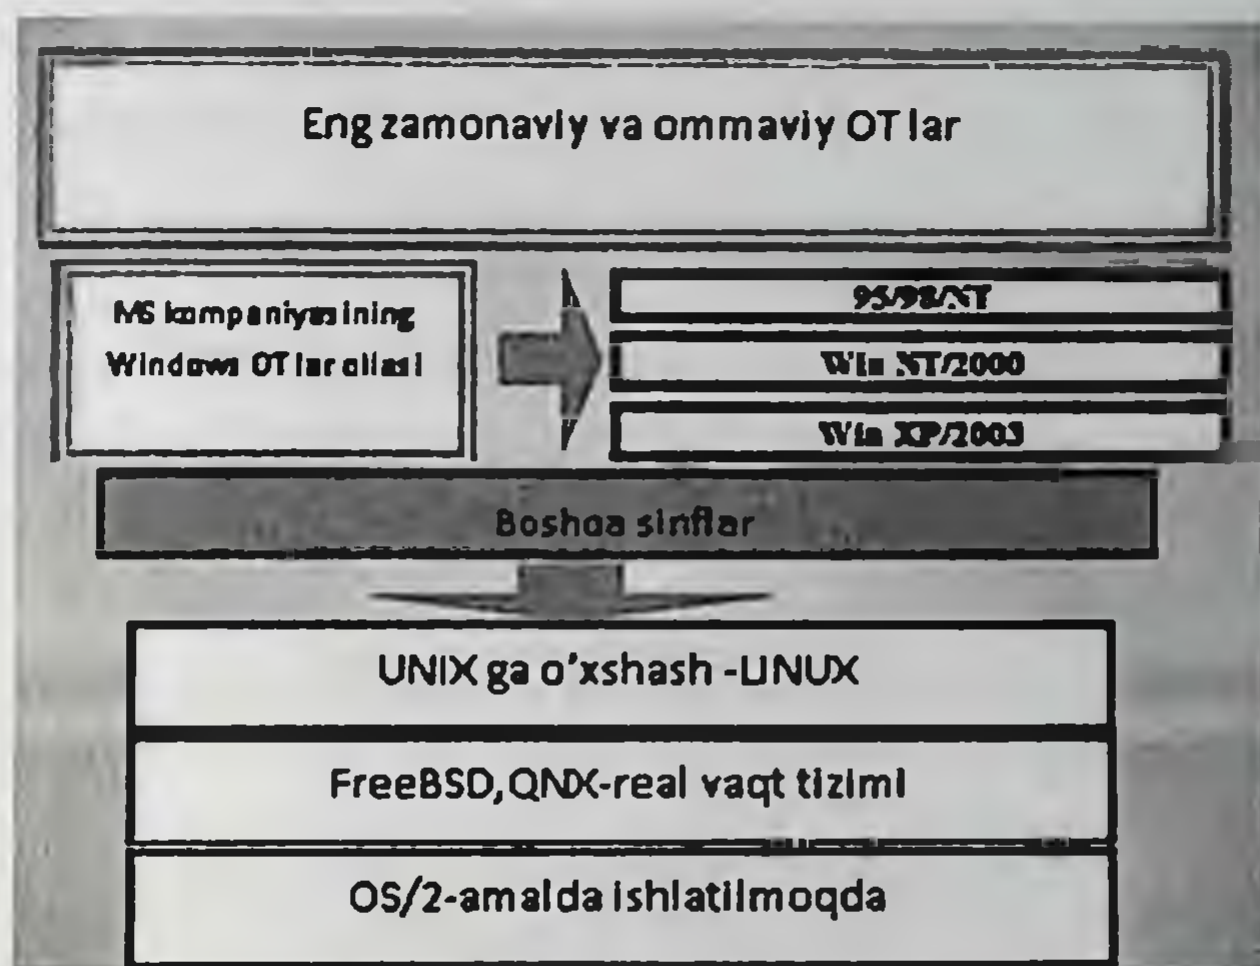 Eng zamonaviy va ommaviy OT lar
MS kompaniyasining
Windows OT lar oilasi
95/98/NT
Win NT/2000
Win XP/2003
Boshqa sinflar
UNIX ga o'xshash -LINUX
FreeBSD,QNX-real vaqt tizimi
OS/2-amalda ishlatilmoqda